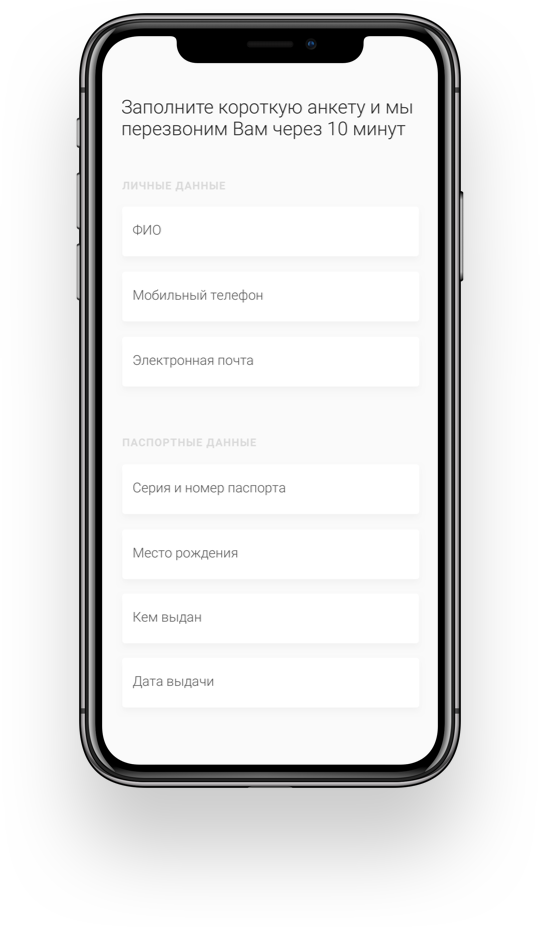 Заполните короткую анкету и мы
перезвоним Вам через 10 минут
ЛИЧНЫЕ ДАННЫЕ
ФИО
Мобильный телефон
Электронная почта
ПАСПОРТНЫЕ ДАННЫЕ
Серия и номер паспорта
Место рождения
Кем выдан
Дата выдачи